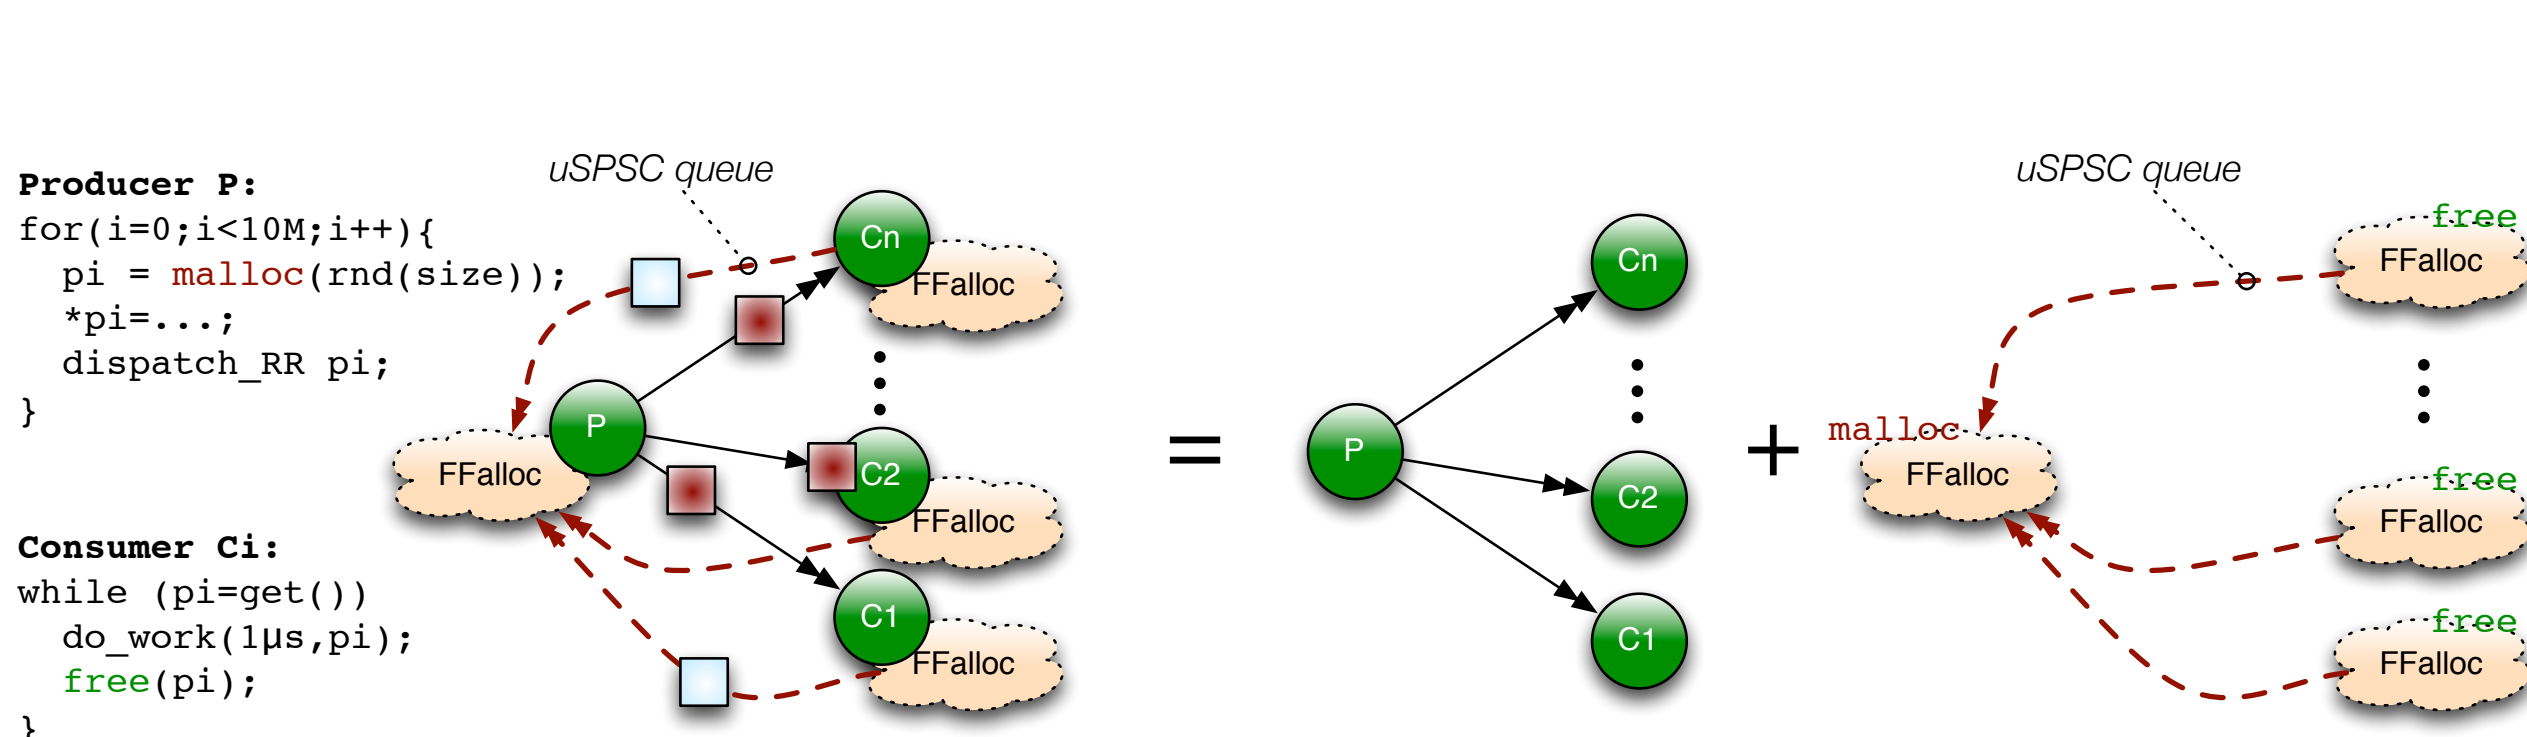 Producer P:
for(i=0;i<10M;i++){
pi = malloc(rnd(size));
*pi=...;
dispatch_RR pi;
}
Consumer Ci:
while (pi=get())
do_work(1µs,pi);
free(pi);
}
uSPSC queue
Cn
FFalloc
P
FFalloc
C2
FFalloc
C1
FFalloc
=
Cn
P
C2
C1
+
uSPSC queue
free
FFalloc
malloc
FFalloc
free
FFalloc
free
FFalloc